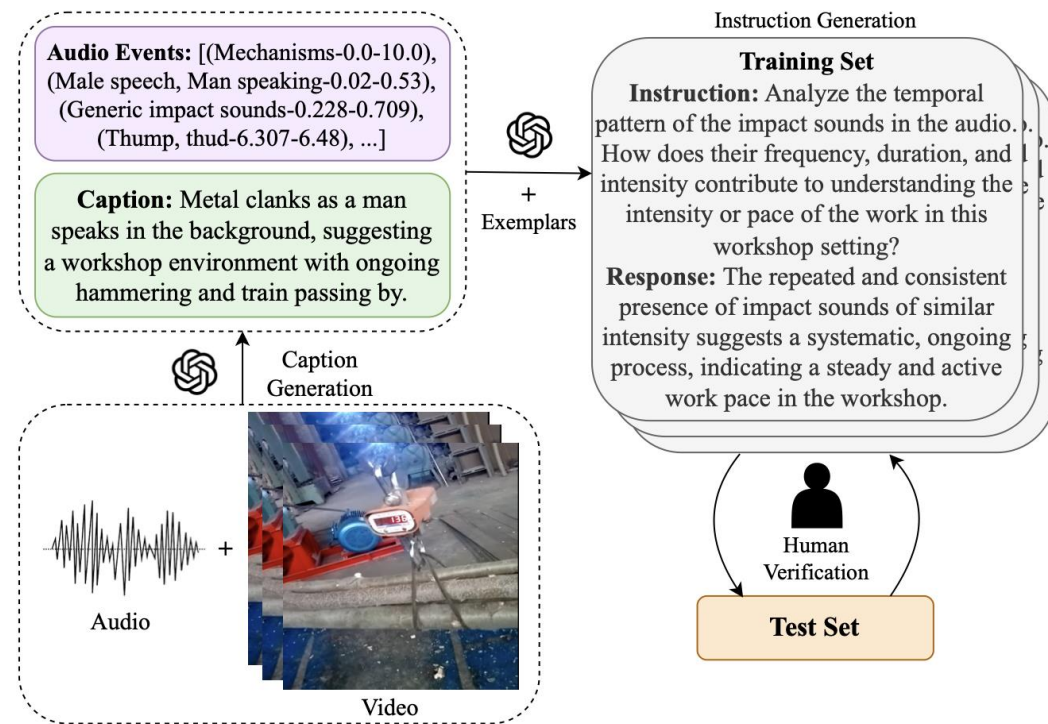 Instruction Generation
Audio Events: [(Mechanisms-0.0-10.0),
(Male speech, Man speaking-0.02-0.53),
(Generic impact sounds-0.228-0.709),
(Thump, thud-6.307-6.48), ...]
Caption: Metal clanks as a man
speaks in the background, suggesting
a workshop environment with ongoing
hammering and train passing by.
+
Exemplars
Training Set
Instruction: Analyze the temporal
pattern of the impact sounds in the audio.
How does their frequency, duration, and
intensity contribute to understanding the
intensity or pace of the work in this
workshop setting?
Response: The repeated and consistent
presence of impact sounds of similar
intensity suggests a systematic, ongoing
process, indicating a steady and active
work pace in the workshop.
Caption
Generation
+
Audio
Video
Human
Verification
Test Set